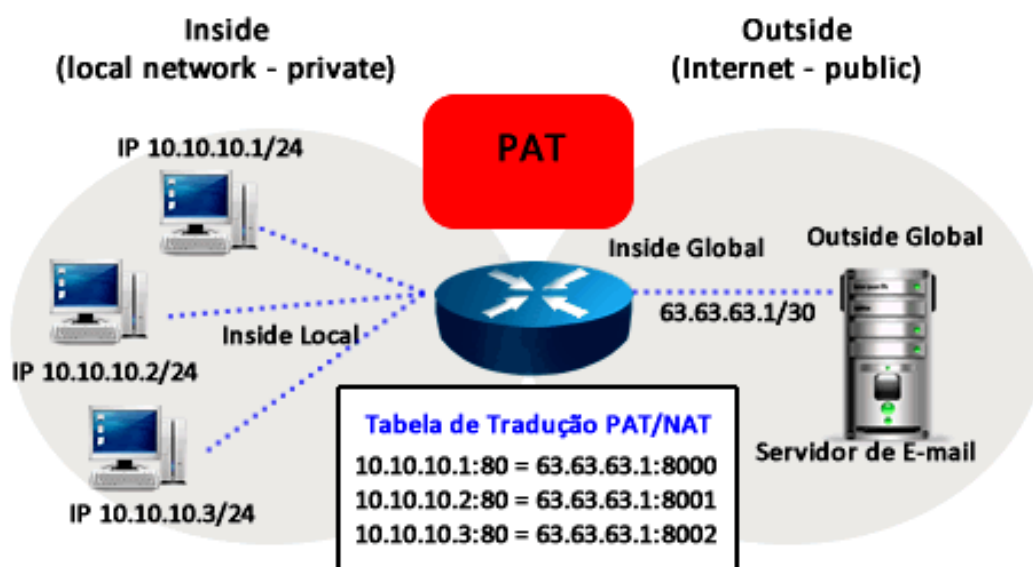 Inside
(local network - private)
Outside
(Internet - public)
PAT
IP 10.10.10.1/24
IP 10.10.10.2/24
IP 10.10.10.3/24
Inside Local
Inside Global
63.63.63.1/30
Outside Global
Servidor de E-mail
Tabela de Tradução PAT/NAT
10.10.10.1:80 = 63.63.63.1:8000
10.10.10.2:80 = 63.63.63.1:8001
10.10.10.3:80 = 63.63.63.1:8002